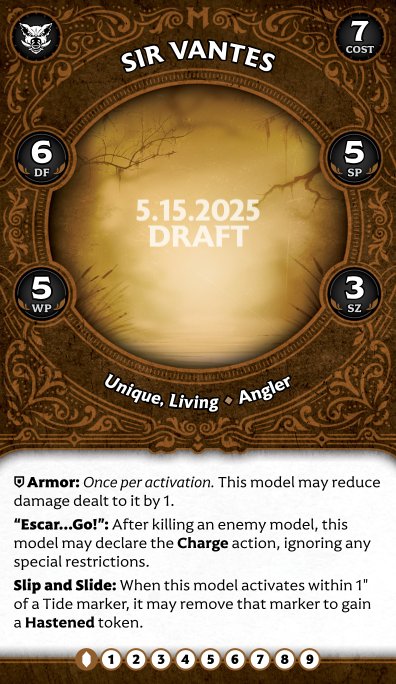 SIR VANTES
7
COST
6
DF
5
SP
5.15.2025
DRAFT
5
WP
3
SZ
Unique, Living • Angler
Armor: Once per activation. This model may reduce
damage dealt to it by 1.
“Escar...Go!”: After killing an enemy model, this
model may declare the Charge action, ignoring any
special restrictions.
Slip and Slide: When this model activates within 1"
of a Tide marker, it may remove that marker to gain
a Hastened token.
1 2 3 4 5 6 7 8 9